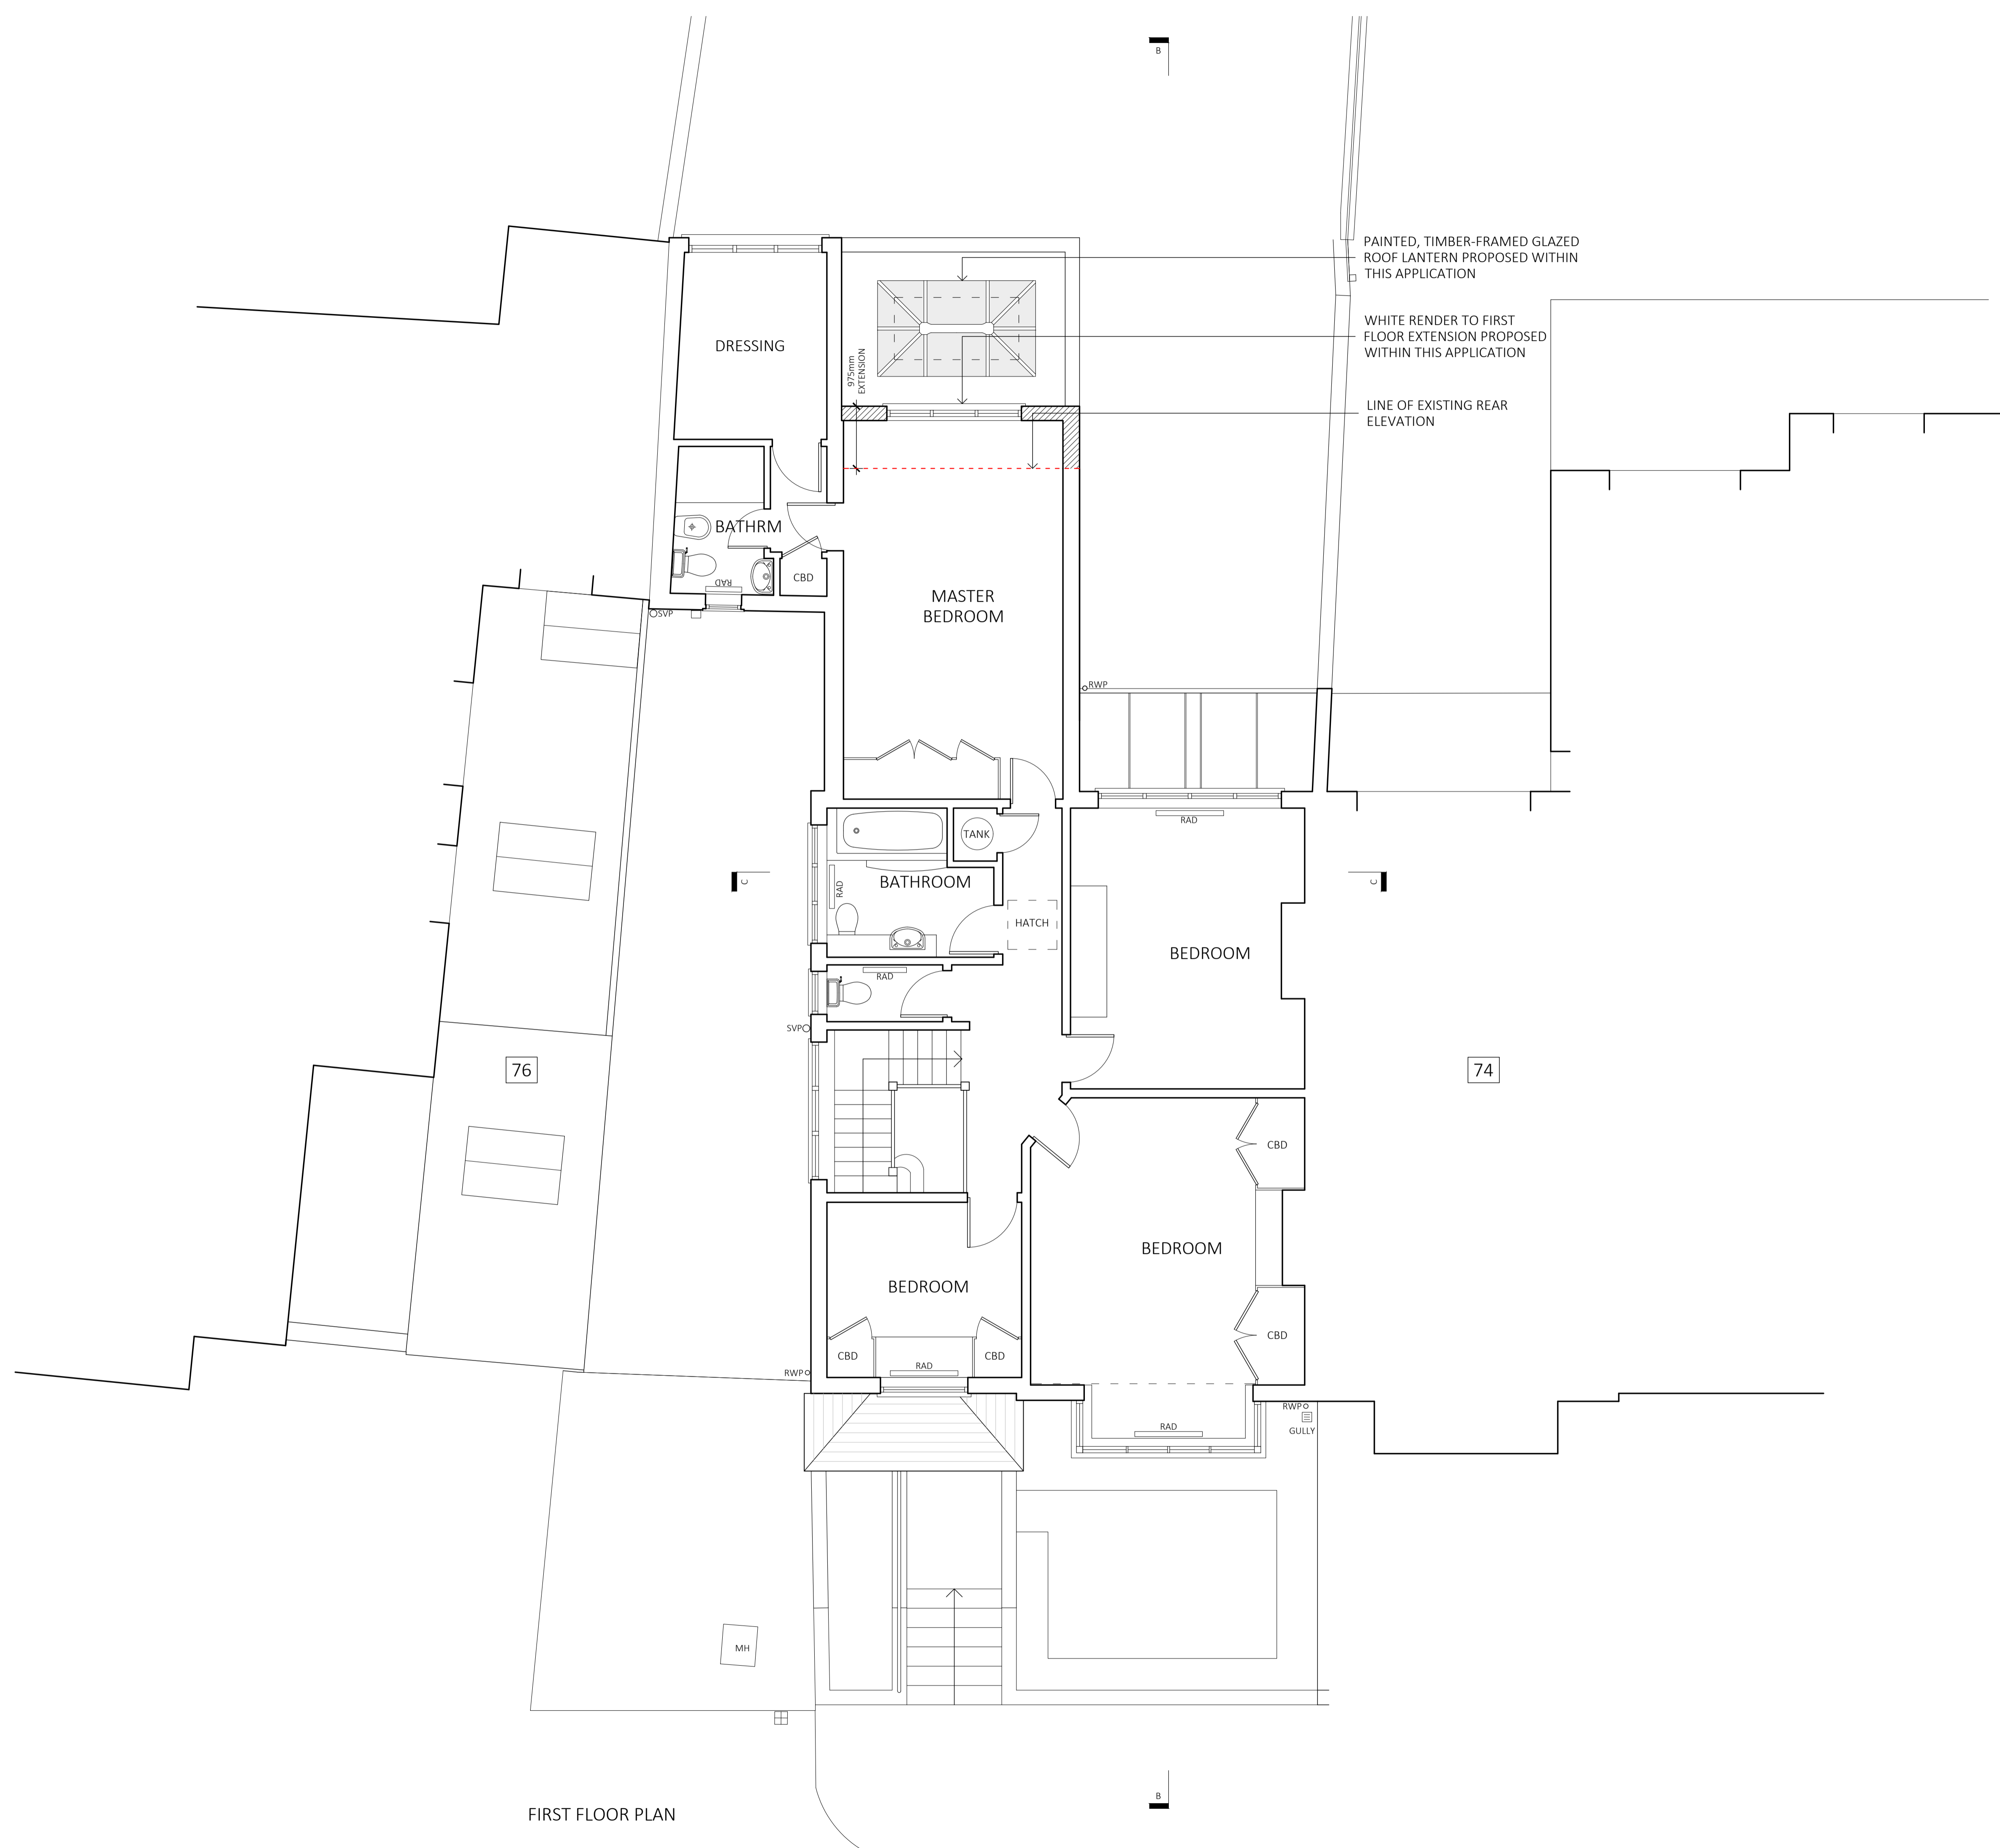 B
PAINTED, TIMBER-FRAMED GLAZED
ROOF LANTERN PROPOSED WITHIN
THIS APPLICATION
WHITE RENDER TO FIRST
FLOOR EXTENSION PROPOSED
WITHIN THIS APPLICATION
LINE OF EXISTING REAR
ELEVATION
DRESSING
975mm
EXTENSION
BATHRM
RAD
CBD
MASTER
BEDROOM
SVP
RWP
TANK
RAD
BATHROOM
RAD
C
C
HATCH
BEDROOM
RAD
SVP
76
74
CBD
BEDROOM
BEDROOM
CBD
CBD
CBD
RAD
RWP
RWP
GULLY
RAD
MH
B
FIRST FLOOR PLAN